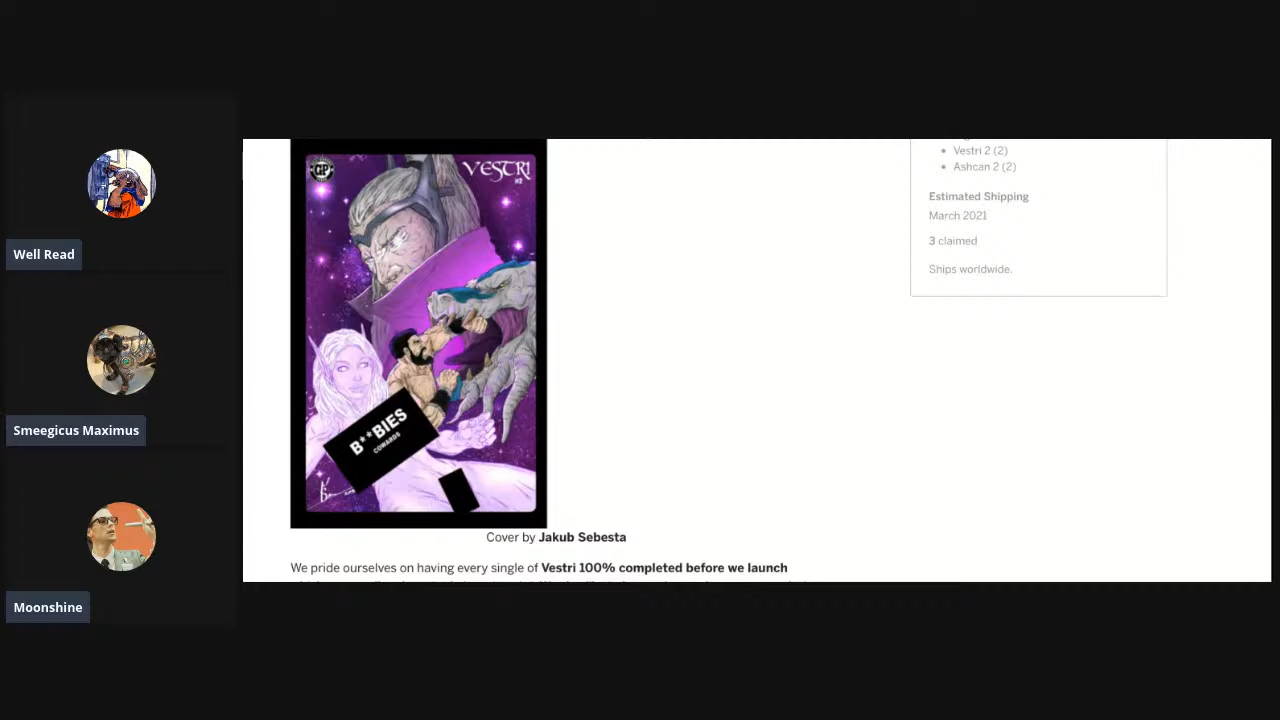 Well Read
Smeegicus Maximus
Moonshine
GP
VESTRI
#2
B**BIES
COWARDS
Cover by Jakub Sebesta
We pride ourselves on having every single of Vestri 100% completed before we launch
Vestri 2 (2)
Ashcan 2 (2)
Estimated Shipping
March 2021
3 claimed
Ships worldwide.